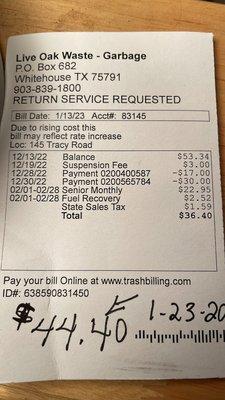 Live Oak Waste - Garbage
P.O. Box 682
Whitehouse TX 75791
903-839-1800
RETURN SERVICE REQUESTED
Bill Date: 1/13/23 Acct#: 83145
Due to rising cost this
bill may reflect rate increase
Loc: 145 Tracy Road
12/13/22 Balance $53.34
12/19/22 Suspension Fee $3.00
12/28/22 Payment 0200400587 -$17.00
12/30/22 Payment 0200565784 -$30.00
02/01-02/28 Senior Monthly $22.95
02/01-02/28 Fuel Recovery $2.52
State Sales Tax $1.59
Total $36.40
Pay your bill Online at www.trashbilling.com
ID#: 638590831450
$44.40 1-23-20